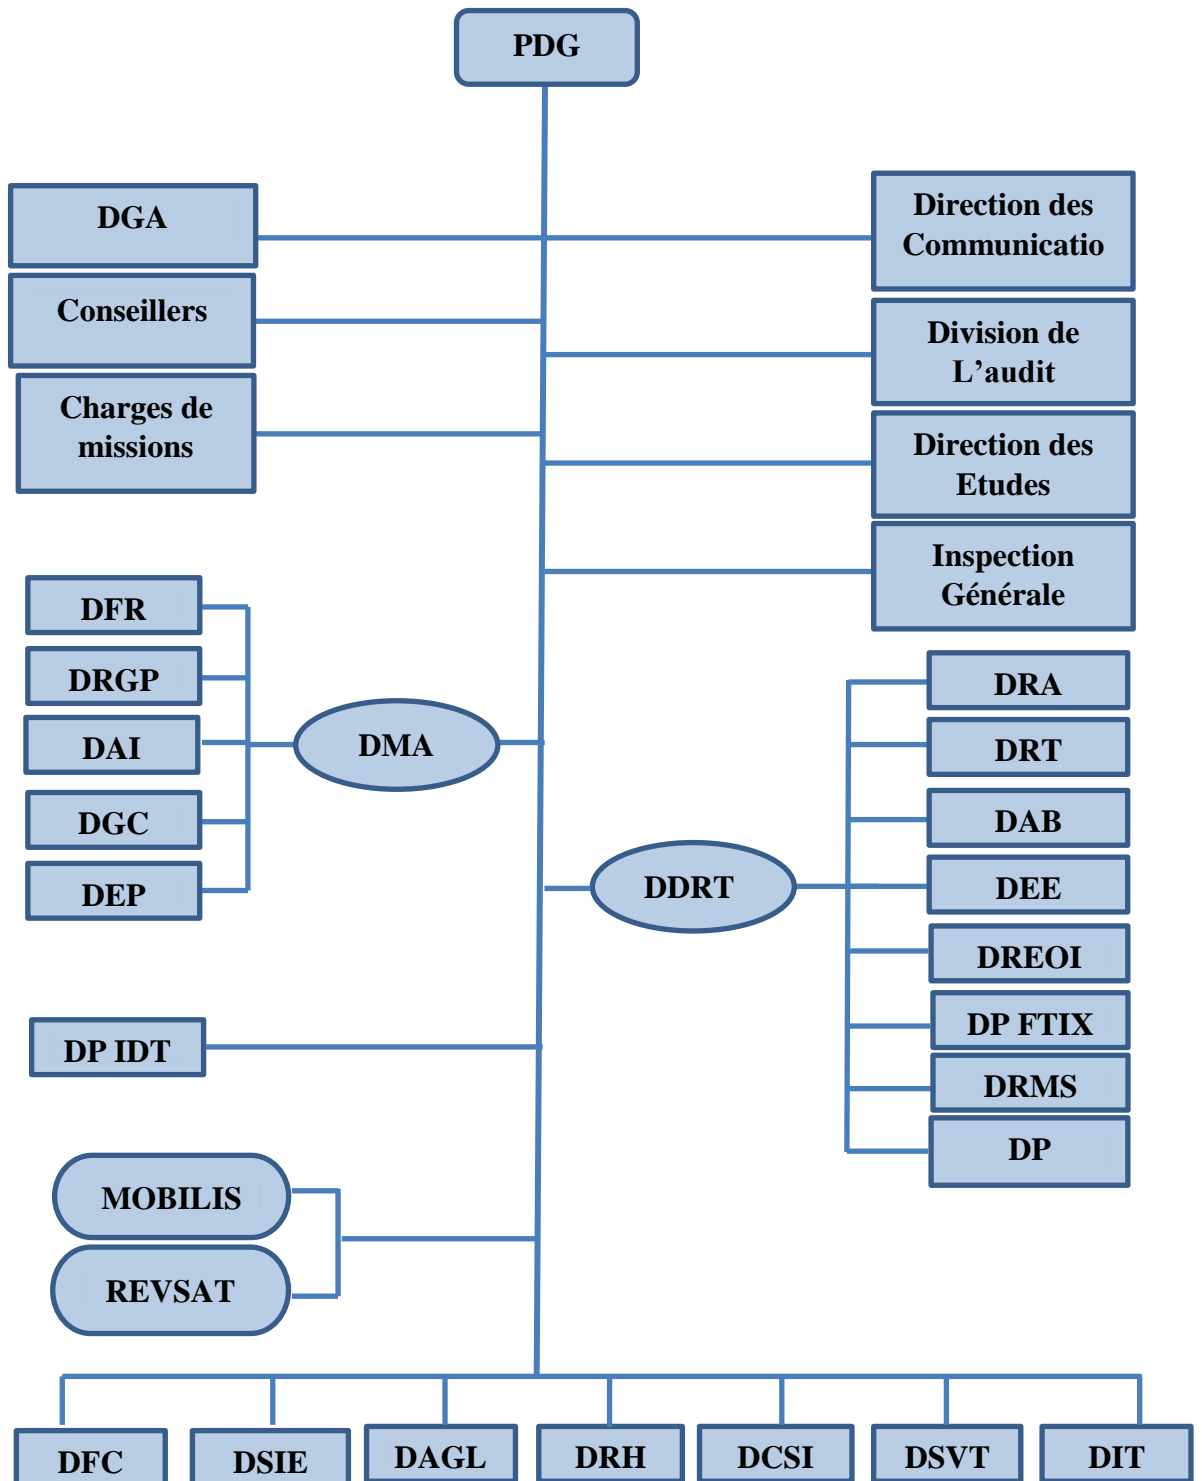 PDG
DGA
Conseillers
Charges de
missions
Direction des
Communicatio
Division de
L’audit
Direction des
Etudes
Inspection
Générale
DFR
DRGP
DAI
DGC
DEP
DMA
DDRT
DRA
DRT
DAB
DEE
DREOI
DP FTIX
DRMS
DP
DP IDT
MOBILIS
REVSAT
DFC
DSIE
DAGL
DRH
DCSI
DSVT
DIT